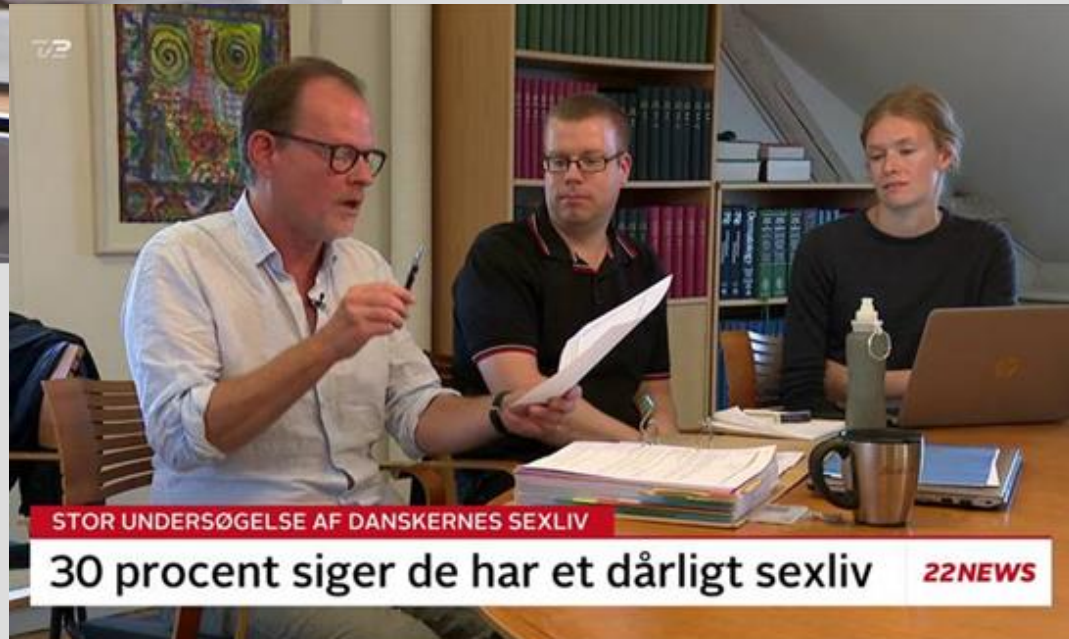 TV2
STOR UNDERSØGELSE AF DANSKERNES SEXLIV
30 procent siger de har et dårligt sexliv
22NEWS